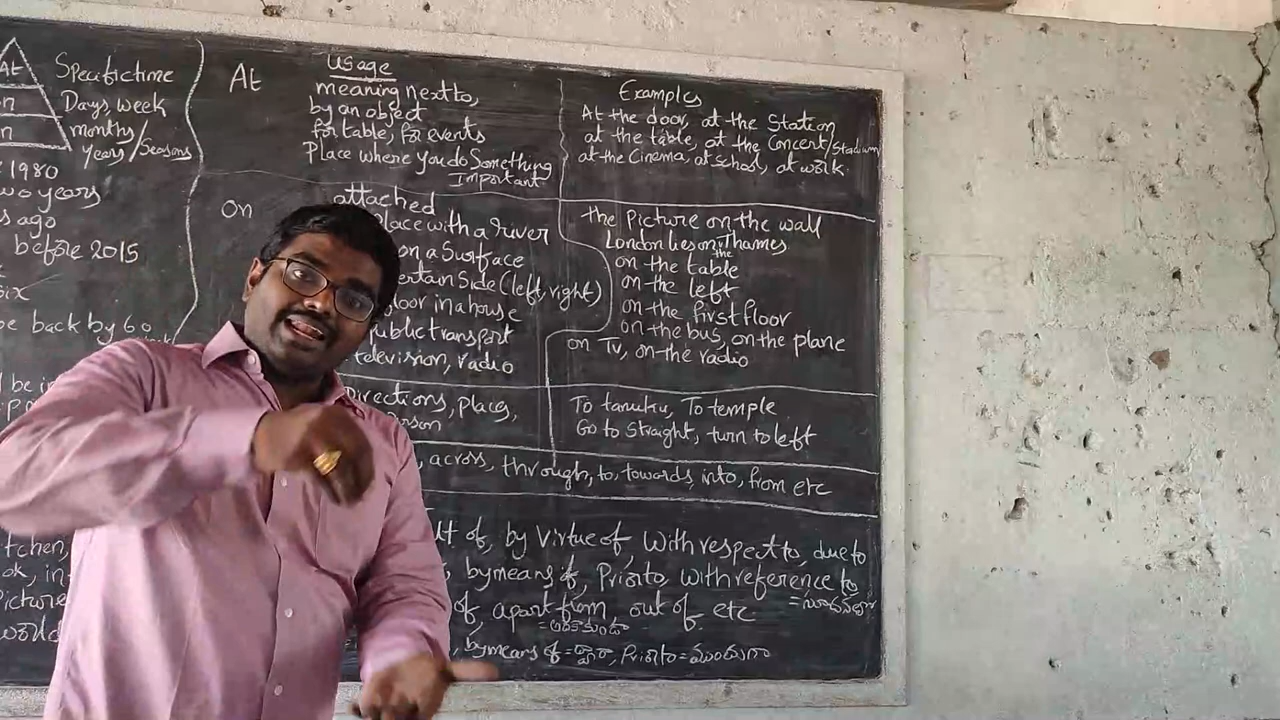 At
Specific time
on
Days, week
months/
Years/Seasons
1980
years
ago
before 2015
back by 60
be in
At
Usage
meaning next to,
by an object
for table, for events
Place where you do Something
Important
Examples
At the door, at the Station
at the table, at the Concert/Stadium
at the Cinema, at school, at work.
on
attached
Place with a river
on a Surface
certain Side (left, right)
floor in a house
public transport
television, radio
the Picture on the wall
London lies on the Thames
on the table
on the left
on the first floor
on the bus, on the plane
on TV, on the radio
Directions, places,
To tanuku, To temple
Go to Straight, turn to left
, across, through, to, towards, into, from etc
of, by Virtue of, With respect to, due to
, by means of, Prior to, with reference to
of, apart from, out of, etc
, by means of = ద్వారా, Prior to = ముందుగా